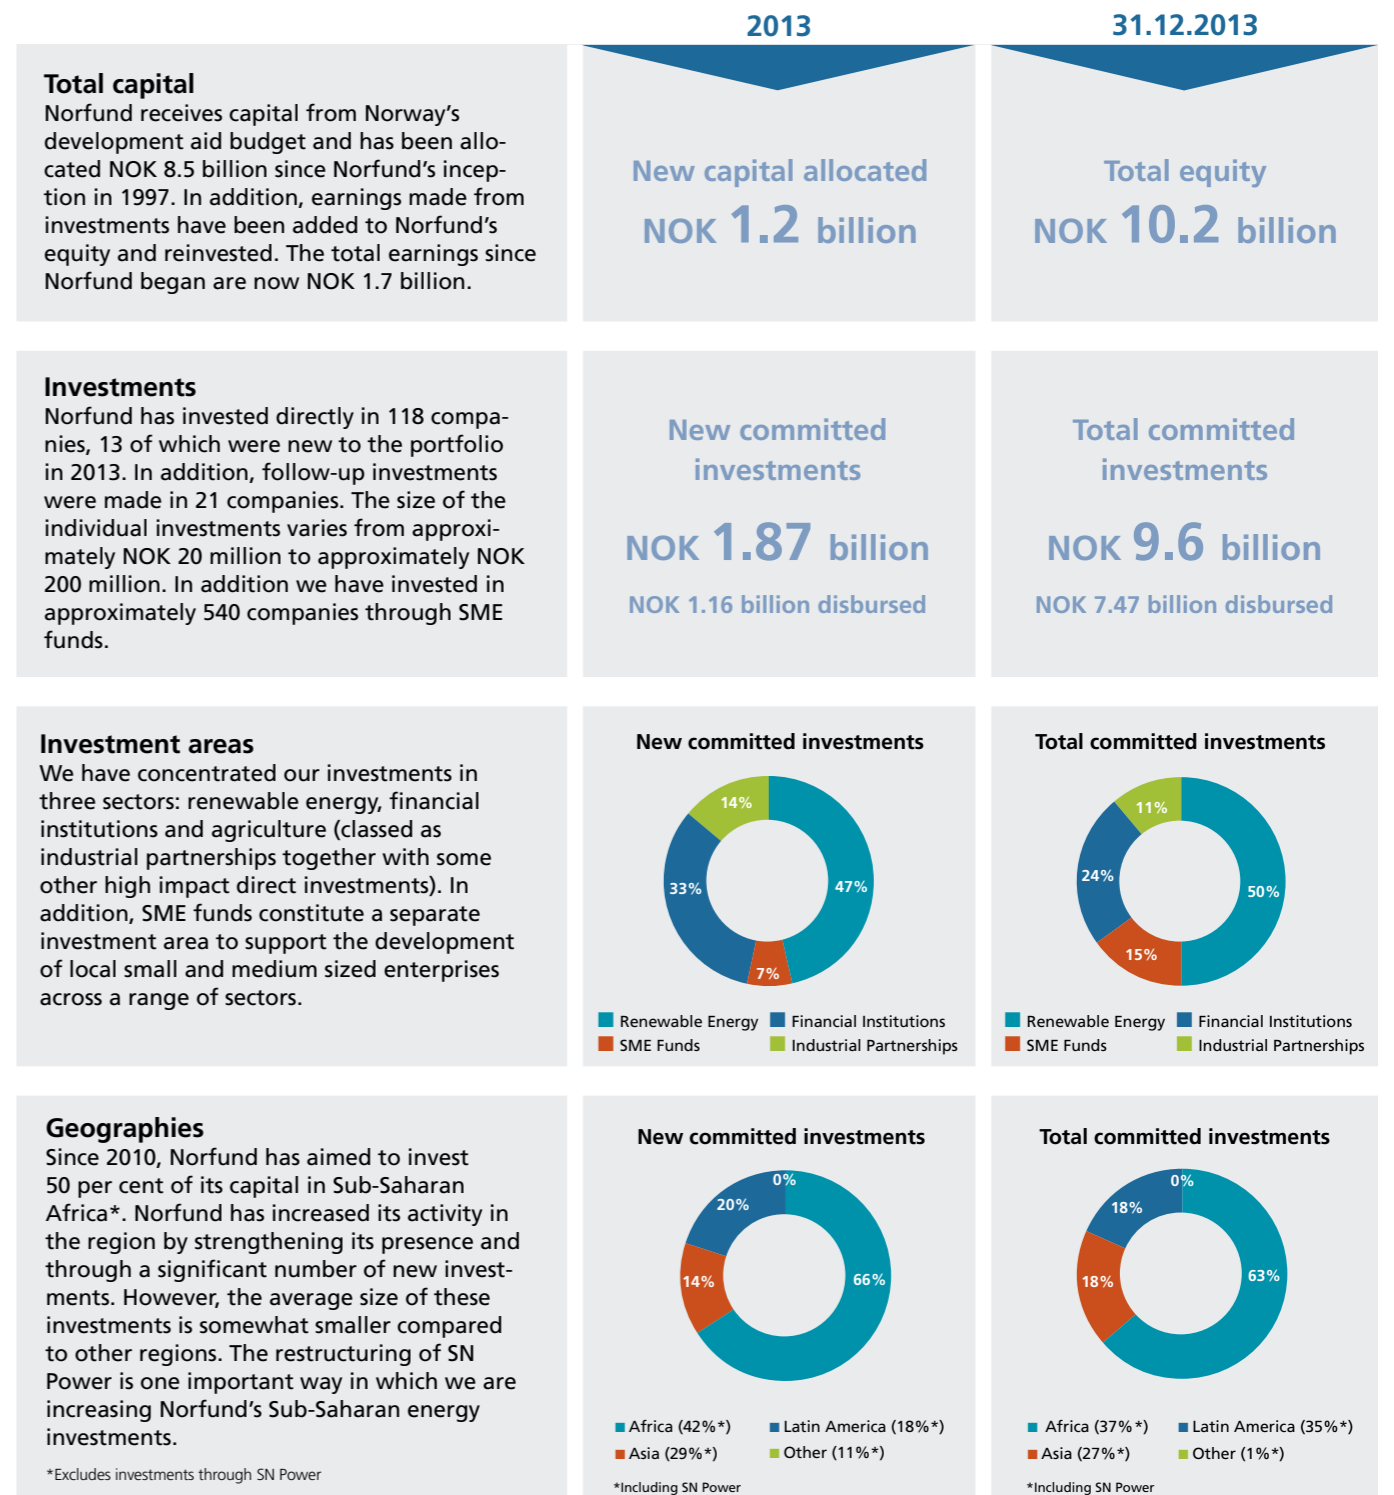 2013
31.12.2013
Total capital
Norfund receives capital from Norway’s
development aid budget and has been allo-
cated NOK 8.5 billion since Norfund’s incep-
tion in 1997. In addition, earnings made from
investments have been added to Norfund’s
equity and reinvested. The total earnings since
Norfund began are now NOK 1.7 billion.
New capital allocated
NOK 1.2 billion
Total equity
NOK 10.2 billion
Investments
Norfund has invested directly in 118 compa-
nies, 13 of which were new to the portfolio
in 2013. In addition, follow-up investments
were made in 21 companies. The size of the
individual investments varies from approxi-
mately NOK 20 million to approximately NOK
200 million. In addition we have invested in
approximately 540 companies through SME
funds.
New committed
investments
NOK 1.87 billion
NOK 1.16 billion disbursed
Total committed
investments
NOK 9.6 billion
NOK 7.47 billion disbursed
Investment areas
We have concentrated our investments in
three sectors: renewable energy, financial
institutions and agriculture (classed as
industrial partnerships together with some
other high impact direct investments). In
addition, SME funds constitute a separate
investment area to support the development
of local small and medium sized enterprises
across a range of sectors.
New committed investments
14%
33%
47%
7%
Renewable Energy Financial Institutions
SME Funds Industrial Partnerships
Total committed investments
11%
24%
50%
15%
Renewable Energy Financial Institutions
SME Funds Industrial Partnerships
Geographies
Since 2010, Norfund has aimed to invest
50 per cent of its capital in Sub-Saharan
Africa*. Norfund has increased its activity in
the region by strengthening its presence and
through a significant number of new invest-
ments. However, the average size of these
investments is somewhat smaller compared
to other regions. The restructuring of SN
Power is one important way in which we are
increasing Norfund’s Sub-Saharan energy
investments.
*Excludes investments through SN Power
New committed investments
0%
20%
14%
66%
Africa (42%*) Latin America (18%*)
Asia (29%*) Other (11%*)
*Including SN Power
Total committed investments
0%
18%
18%
63%
Africa (37%*) Latin America (35%*)
Asia (27%*) Other (1%*)
*Including SN Power